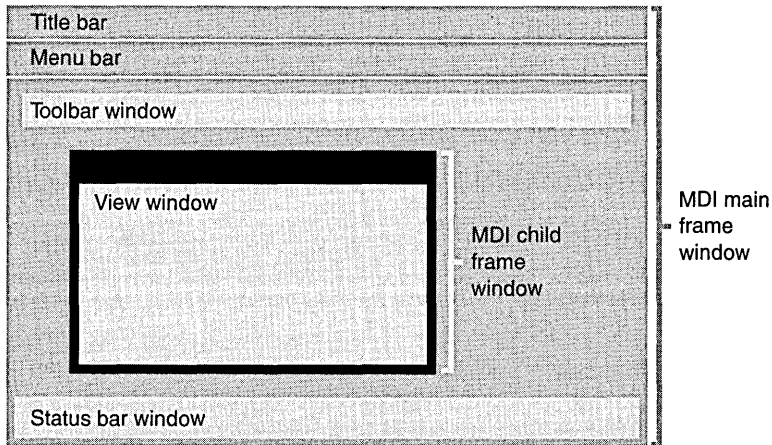 Title bar
Menu bar
Toolbar window
View window
MDI child
frame
window
MDI main
frame
window
Status bar window